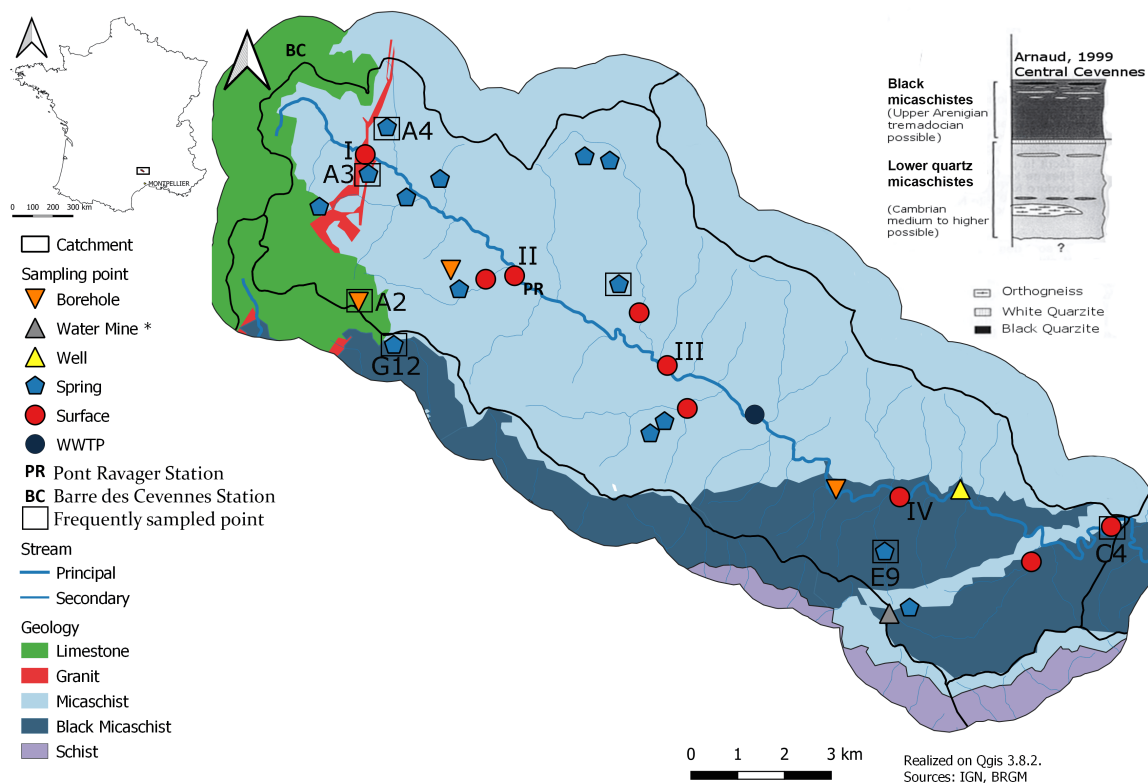 MONTPELLIER
0 100 200 300 km
Catchment
Sampling point
Borehole
Water Mine *
Well
Spring
Surface
WWTP
PR Pont Ravager Station
BC Barre des Cevennes Station
Frequently sampled point
Stream
Principal
Secondary
Geology
Limestone
Granit
Micaschist
Black Micaschist
Schist
BC
A4
I
A3
II
PR
A2
G12
III
IV
E9
C4
Arnaud, 1999
Central Cevennes
Black
micaschistes
(Upper Arenigian
tremadocian
possible)
Lower quartz
micaschistes
(Cambrian
medium to higher
possible)
?
Orthogneiss
White Quarzite
Black Quarzite
0 1 2 3 km
Realized on Qgis 3.8.2.
Sources: IGN, BRGM